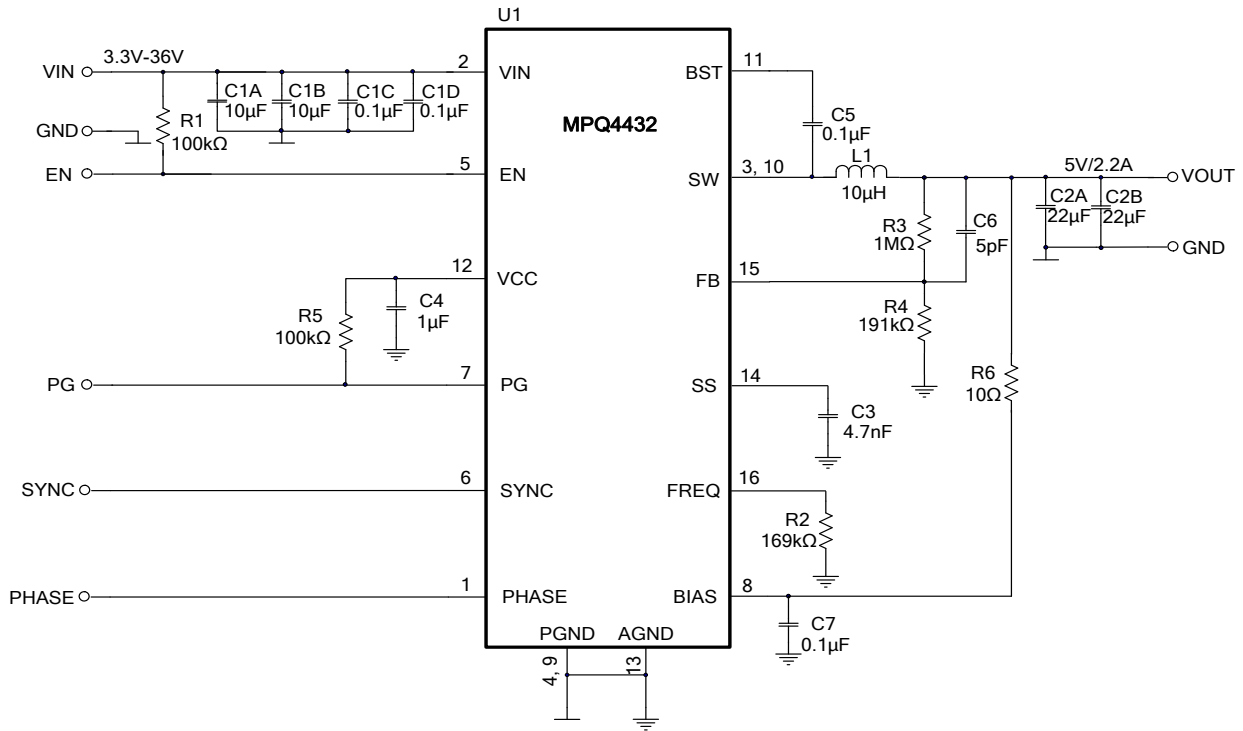 U1
MPQ4432
VIN
3.3V-36V
2
VIN
C1A
10µF
C1B
10µF
C1C
0.1µF
C1D
0.1µF
GND
R1
100kΩ
EN
5
EN
12
VCC
C4
1µF
R5
100kΩ
PG
7
PG
SYNC
6
SYNC
PHASE
1
PHASE
BST
11
C5
0.1µF
SW
3, 10
L1
10µH
5V/2.2A
VOUT
C2A
22µF
C2B
22µF
GND
R3
1MΩ
C6
5pF
FB
15
R4
191kΩ
R6
10Ω
SS
14
C3
4.7nF
FREQ
16
R2
169kΩ
BIAS
8
C7
0.1µF
PGND
AGND
4, 9
13